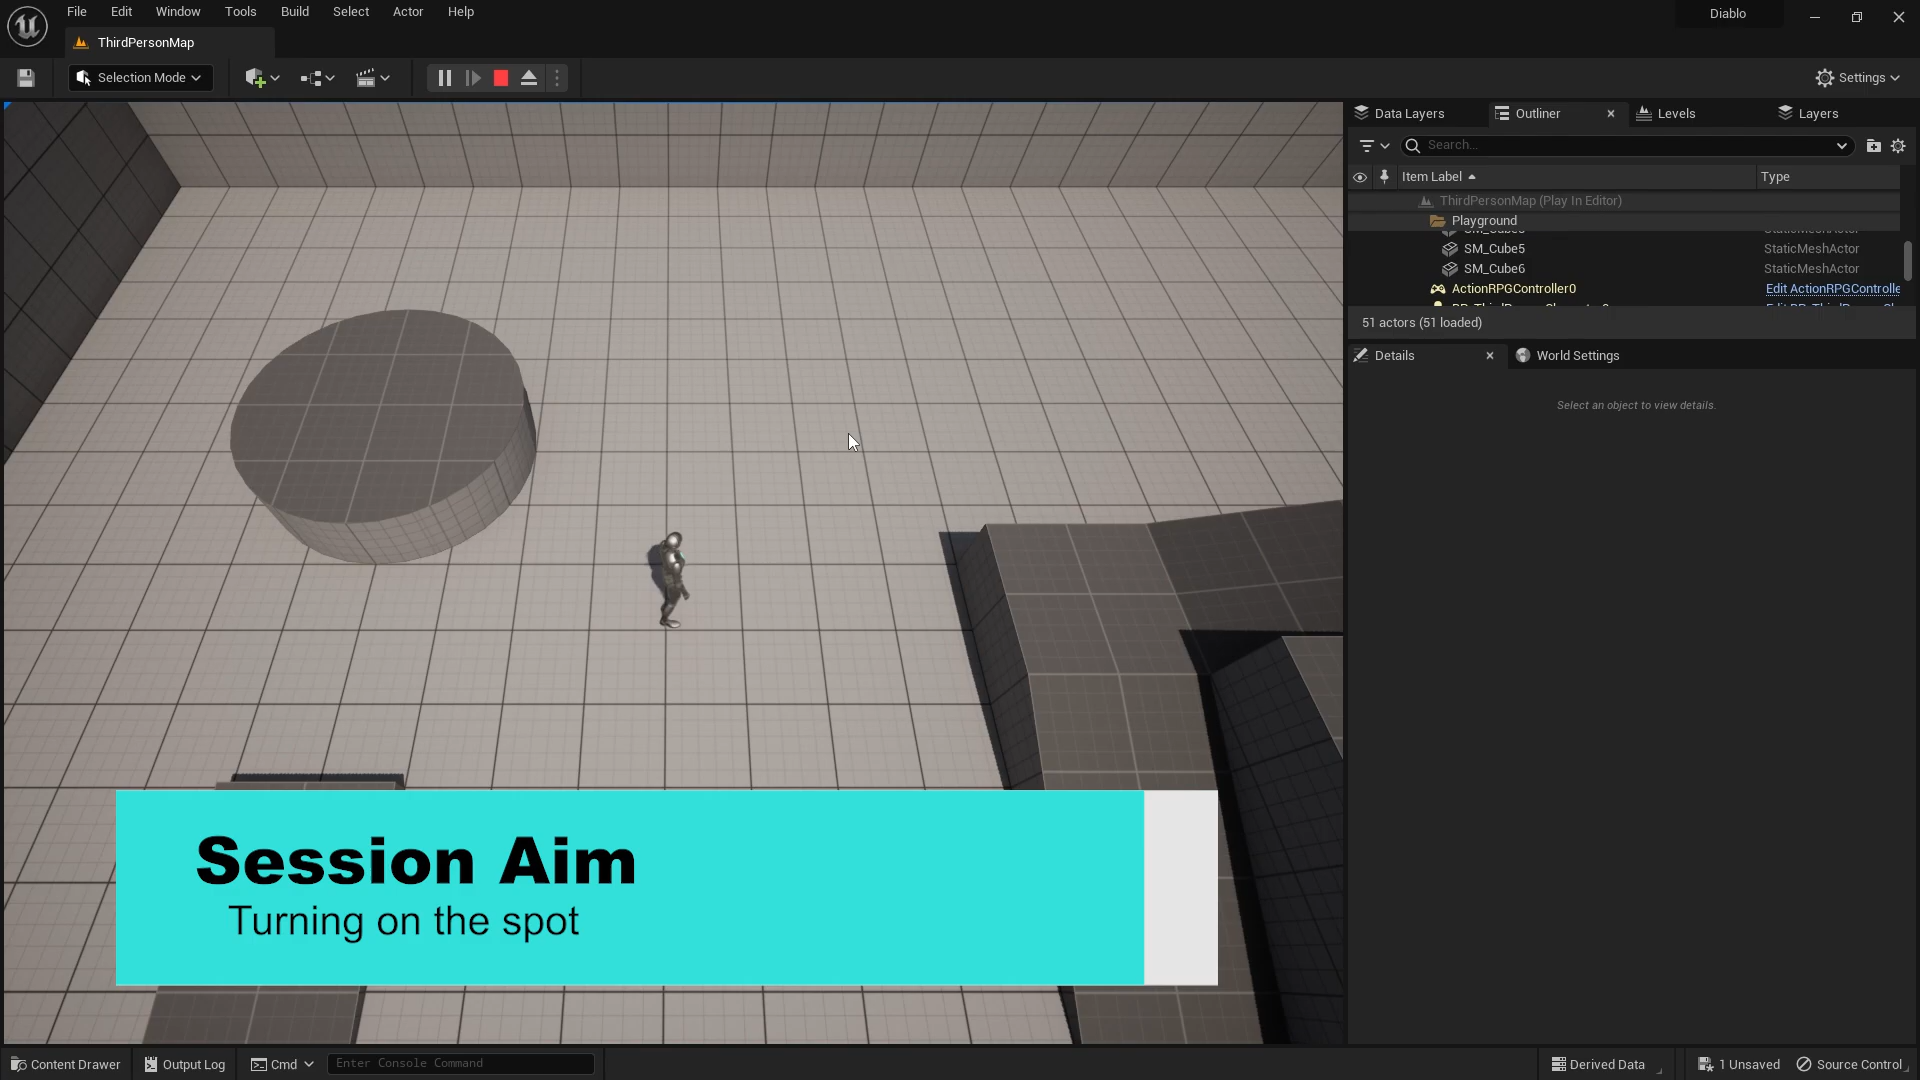 File Edit Window Tools Build Select Actor Help
Diablo
ThirdPersonMap
Selection Mode
Settings
Data Layers Outliner Levels Layers
Search...
Item Label Type
ThirdPersonMap (Play In Editor)
Playground
SM_Cube5 StaticMeshActor
SM_Cube6 StaticMeshActor
ActionRPGController0 Edit ActionRPGControlle
51 actors (51 loaded)
Details World Settings
Select an object to view details.
Session Aim
Turning on the spot
Content Drawer Output Log Cmd Enter Console Command Derived Data 1 Unsaved Source Control